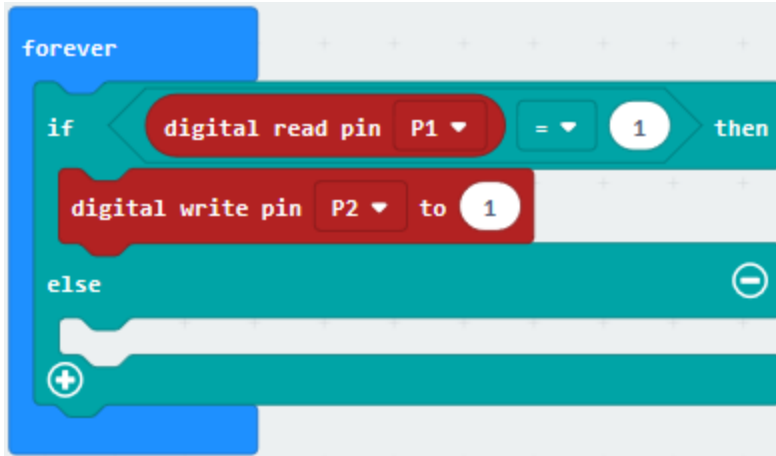 forever
if digital read pin P1 = 1 then
digital write pin P2 to 1
else